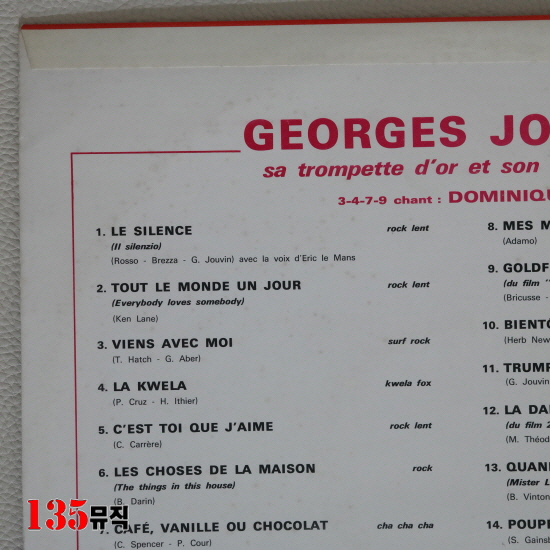 GEORGES JO
sa trompette d'or et son
3-4-7-9 chant : DOMINIQU
1. LE SILENCE rock lent
(Il silenzio)
(Rosso - Brezza - G. Jouvin) avec la voix d'Eric le Mans
2. TOUT LE MONDE UN JOUR rock lent
(Everybody loves somebody)
(Ken Lane)
3. VIENS AVEC MOI surf rock
(T. Hatch - G. Aber)
4. LA KWELA kwela fox
(P. Cruz - H. Ithier)
5. C'EST TOI QUE J'AIME rock lent
(C. Carrère)
6. LES CHOSES DE LA MAISON rock
(The things in this house)
(B. Darin)
7. CAFÉ, VANILLE OU CHOCOLAT cha cha cha
(C. Spencer - P. Cour)
8. MES M
(Adamo)
9. GOLDF
(du film "
(Bricusse -
10. BIENTÔ
(Herb New
11. TRUMP
(G. Jouvin
12. LA DA
(du film Z
(M. Théod
13. QUAN
(Mister L
(B. Vinton
14. POUPÉ
(S. Gainsb
135뮤직